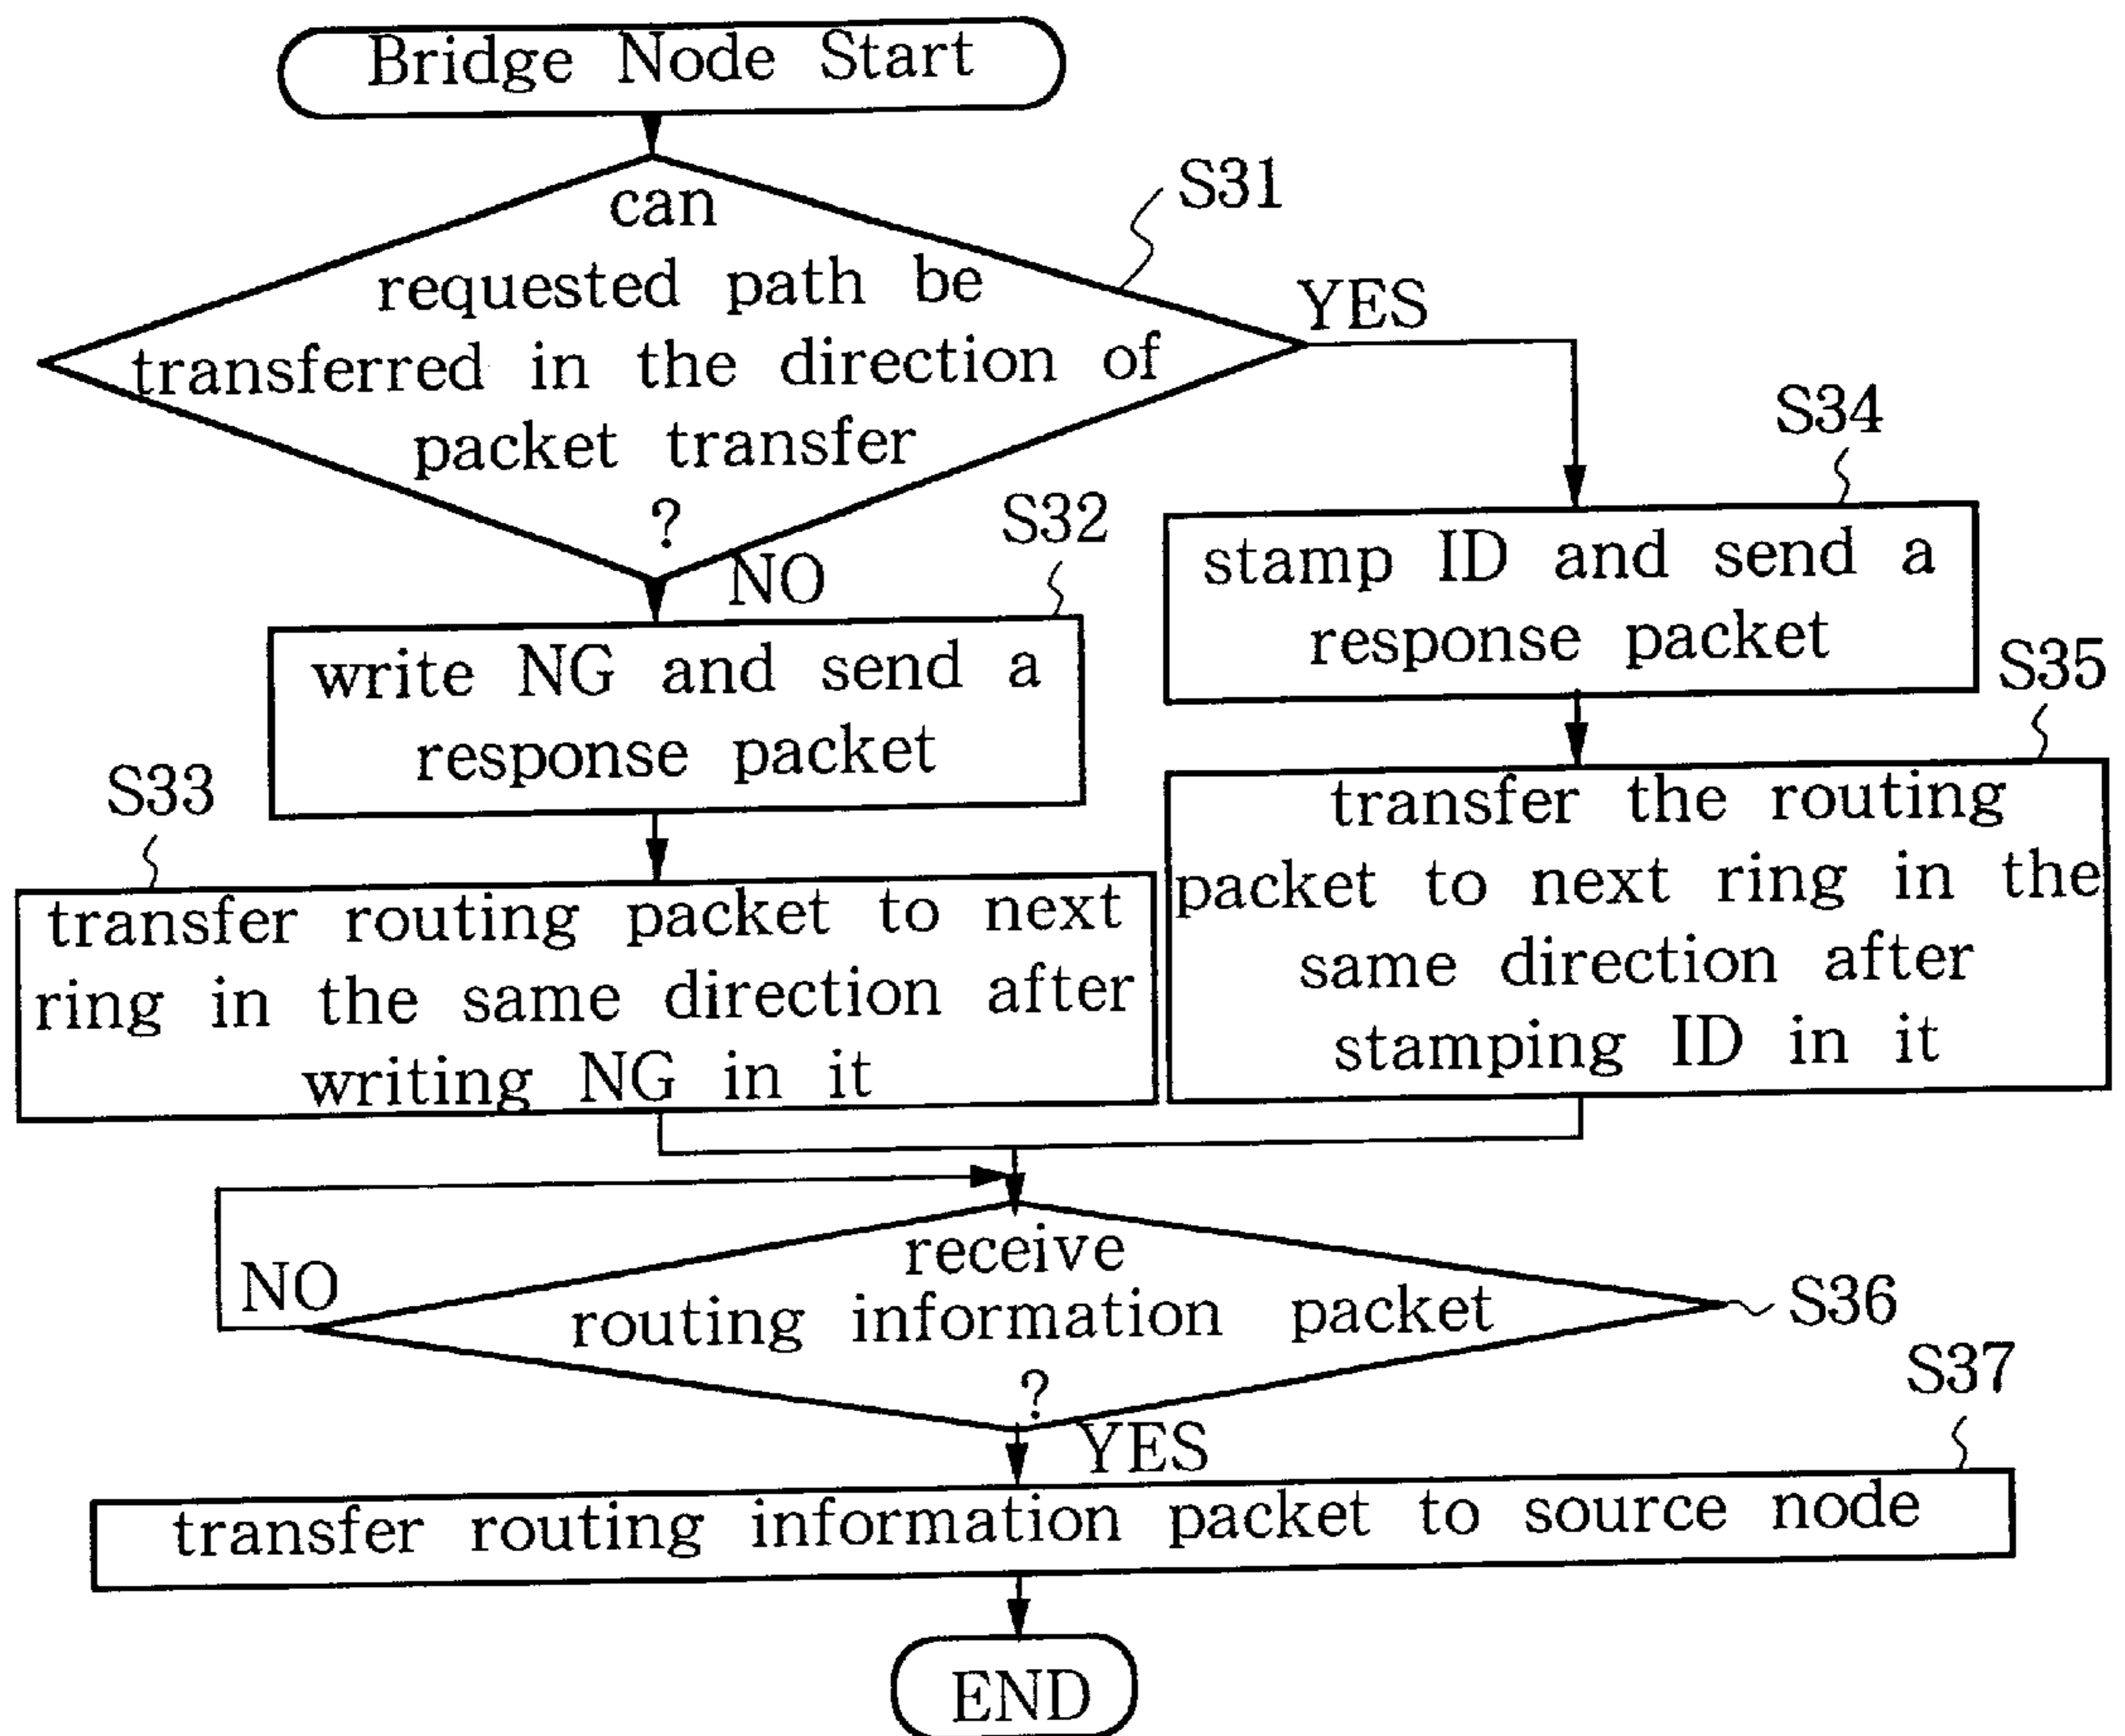 Bridge Node Start
can
requested path be
transferred in the direction of
packet transfer
?
S31
YES
NO
S32
write NG and send a
response packet
S33
transfer routing packet to next
ring in the same direction after
writing NG in it
S34
stamp ID and send a
response packet
S35
transfer the routing
packet to next ring in the
same direction after
stamping ID in it
receive
routing information packet
?
S36
NO
YES
S37
transfer routing information packet to source node
END